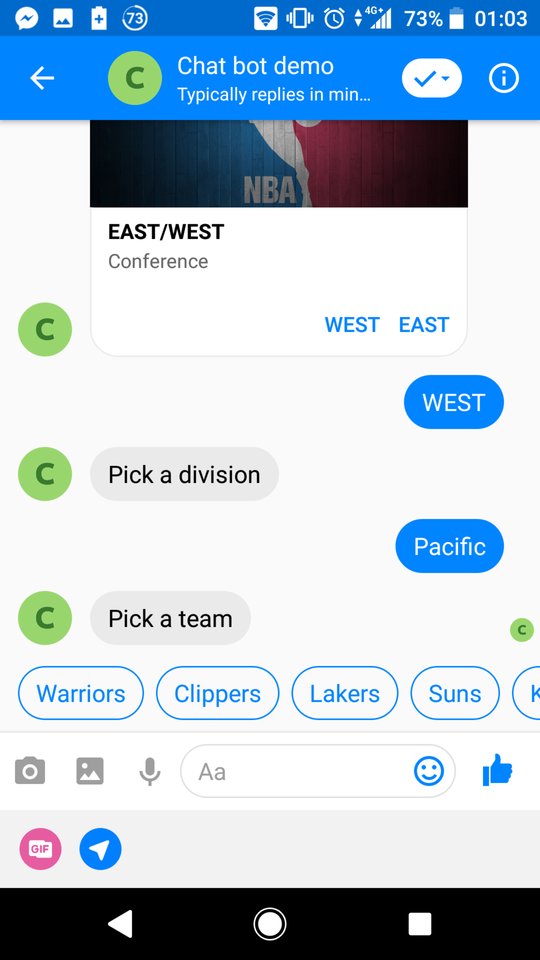 73
4G+
73%
01:03
C
Chat bot demo
Typically replies in min...
NBA
EAST/WEST
Conference
WEST
EAST
C
WEST
C
Pick a division
Pacific
C
Pick a team
C
Warriors
Clippers
Lakers
Suns
K
Aa
GIF